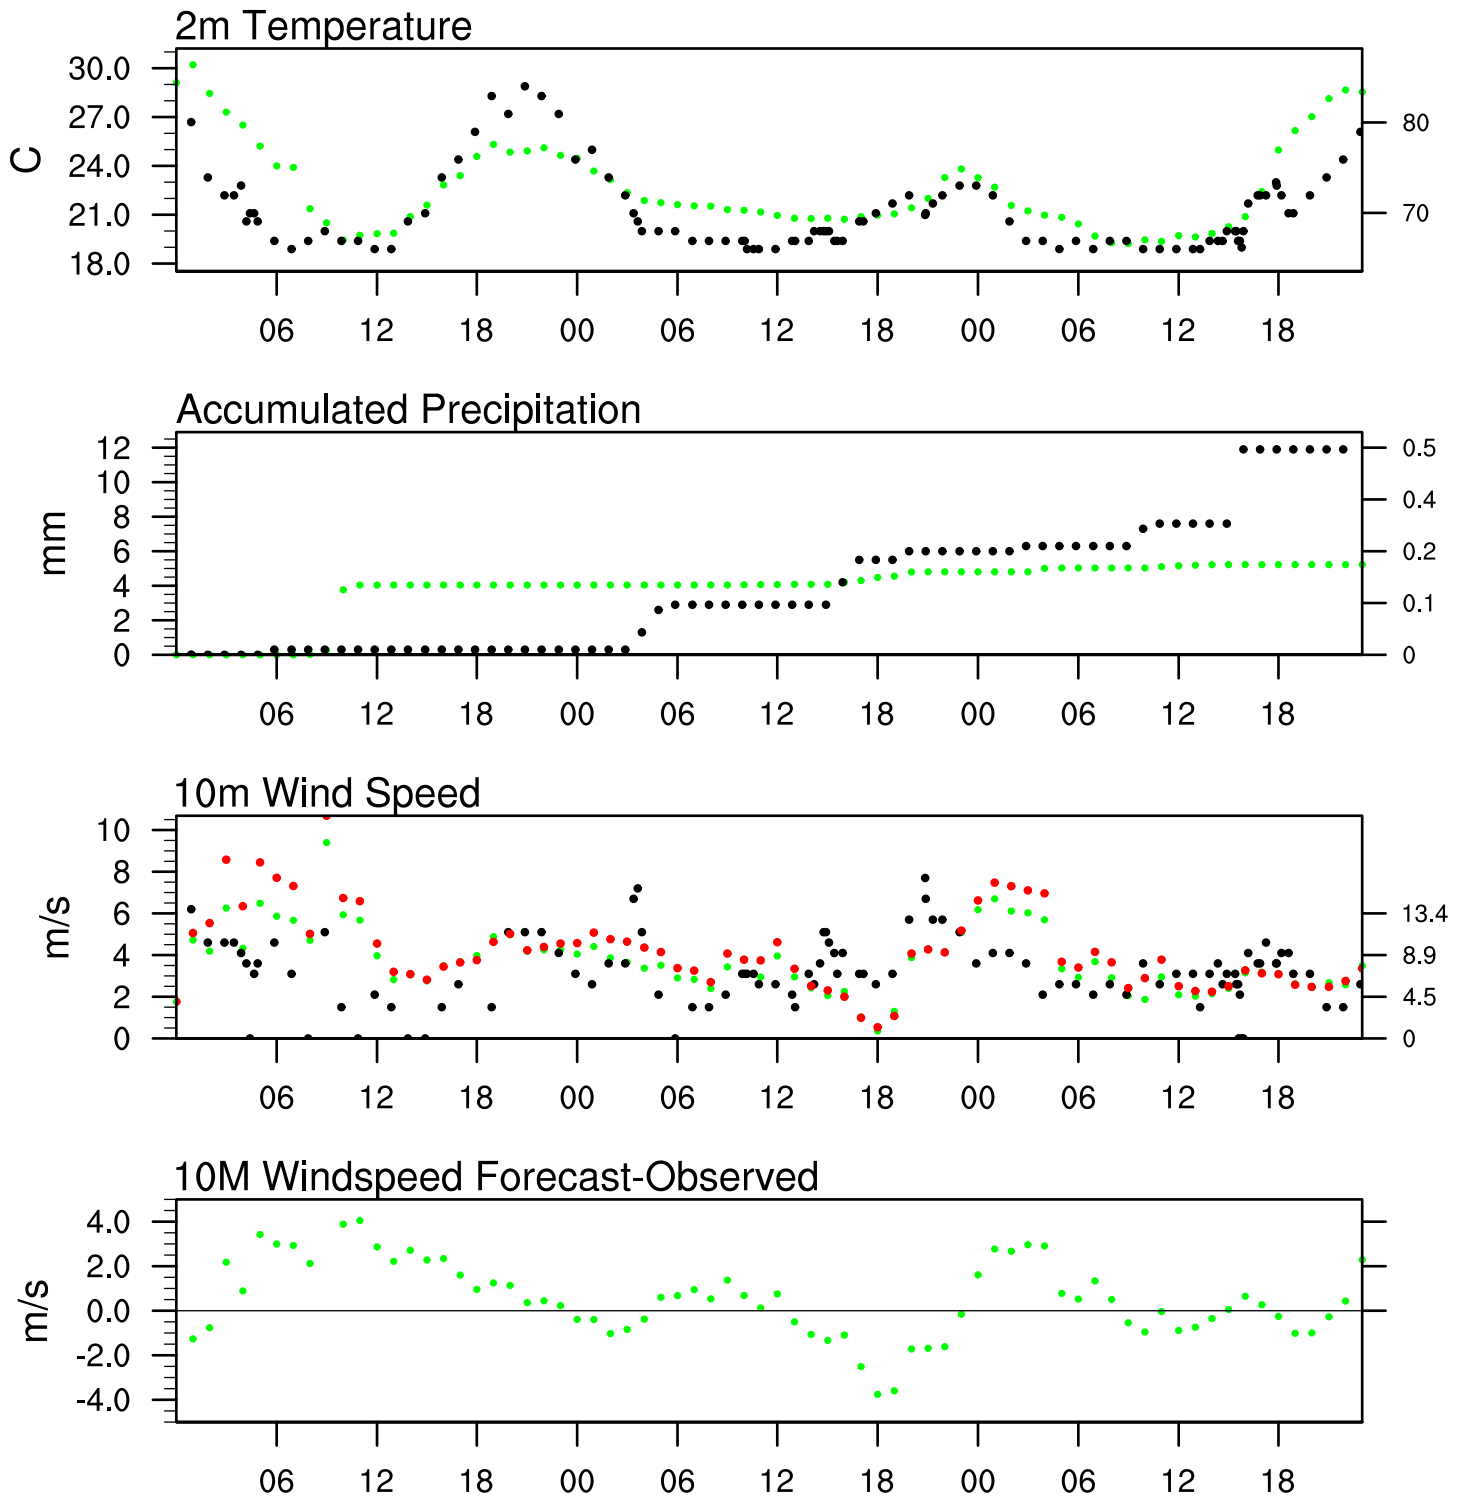 2m Temperature
30.0
27.0
24.0
21.0
18.0
C
80
70
06 12 18 00 06 12 18 00 06 12 18
Accumulated Precipitation
12
10
8
6
4
2
0
mm
0.5
0.4
0.2
0.1
0
06 12 18 00 06 12 18 00 06 12 18
10m Wind Speed
10
8
6
4
2
0
m/s
13.4
8.9
4.5
0
06 12 18 00 06 12 18 00 06 12 18
10M Windspeed Forecast-Observed
4.0
2.0
0.0
-2.0
-4.0
m/s
06 12 18 00 06 12 18 00 06 12 18